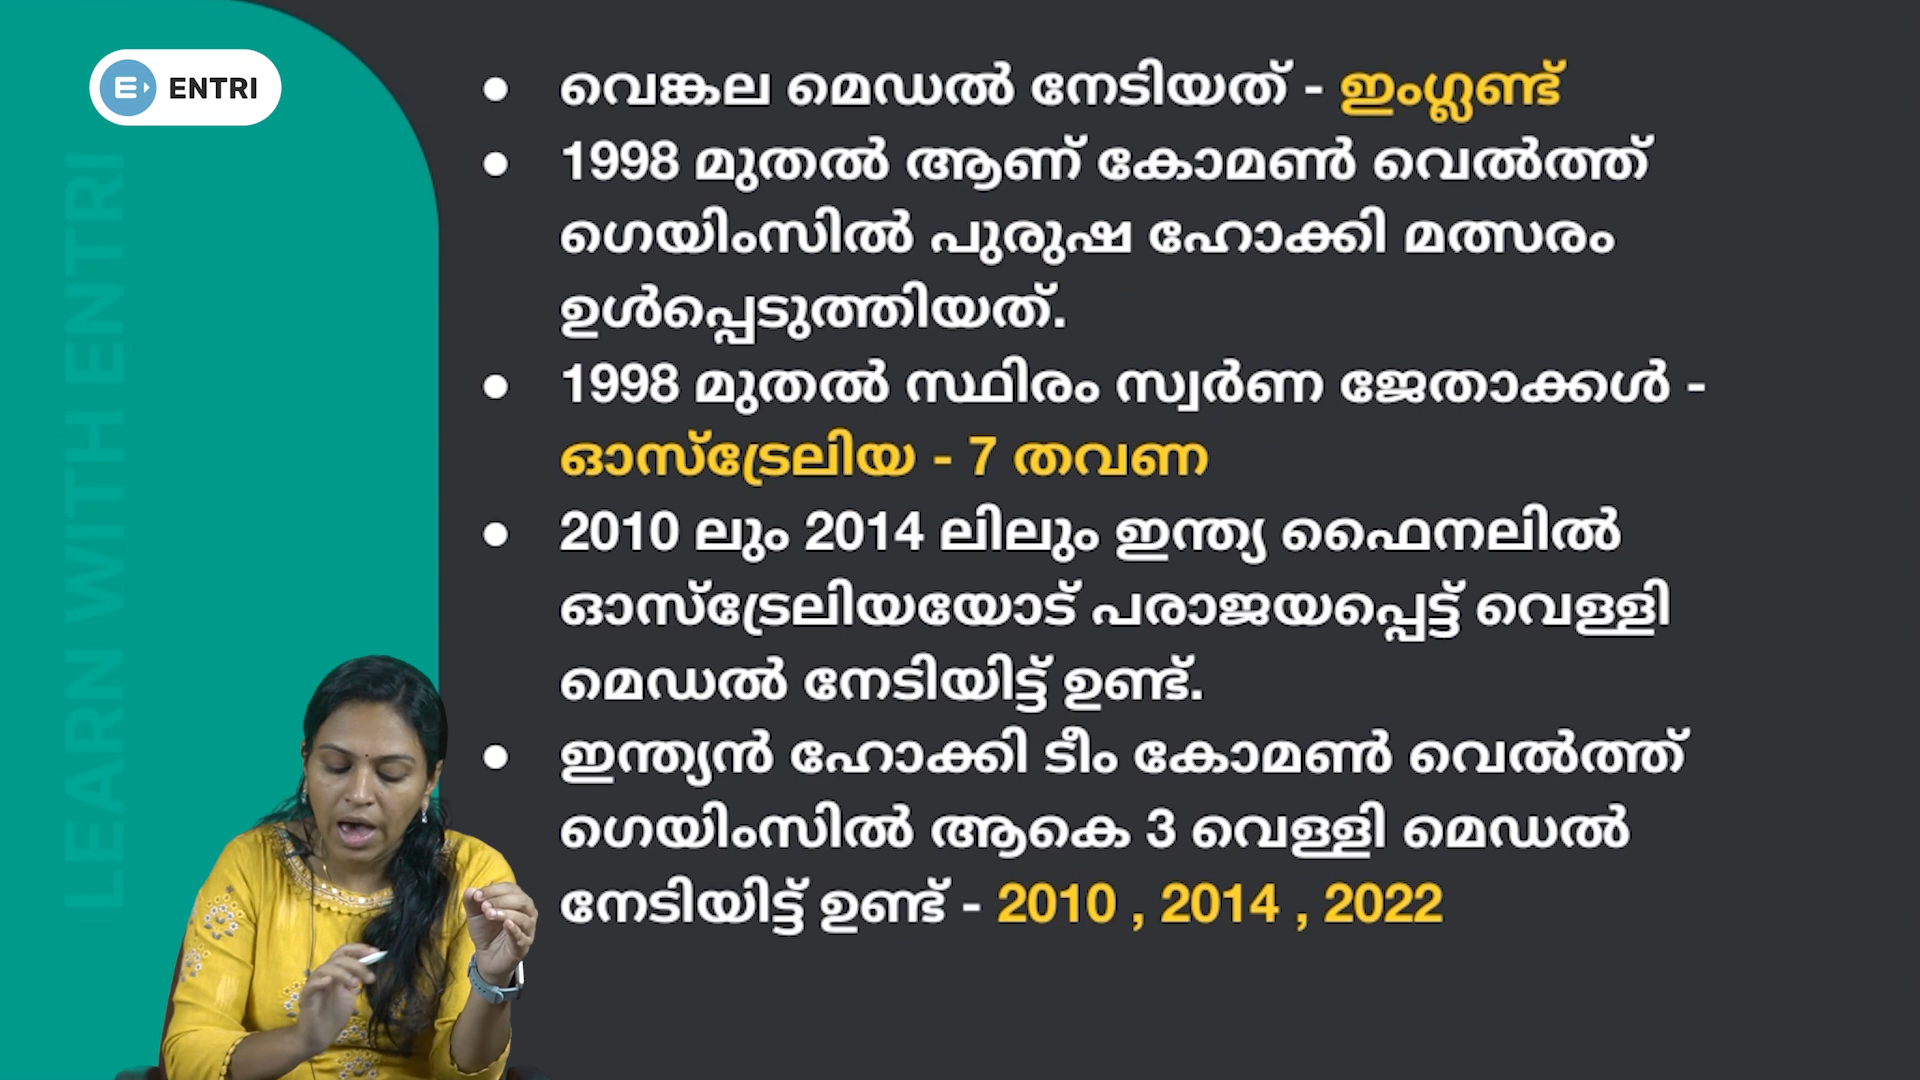 ENTRI
LEARN WITH ENTRI
● വെങ്കല മെഡൽ നേടിയത് - ഇംഗ്ലണ്ട്
● 1998 മുതൽ ആണ് കോമൺ വെൽത്ത്
ഗെയിംസിൽ പുരുഷ ഹോക്കി മത്സരം
ഉൾപ്പെടുത്തിയത്.
● 1998 മുതൽ സ്ഥിരം സ്വർണ ജേതാക്കൾ -
ഓസ്ട്രേലിയ - 7 തവണ
● 2010 ലും 2014 ലിലും ഇന്ത്യ ഫൈനലിൽ
ഓസ്ട്രേലിയയോട് പരാജയപ്പെട്ട് വെള്ളി
മെഡൽ നേടിയിട്ട് ഉണ്ട്.
● ഇന്ത്യൻ ഹോക്കി ടീം കോമൺ വെൽത്ത്
ഗെയിംസിൽ ആകെ 3 വെള്ളി മെഡൽ
നേടിയിട്ട് ഉണ്ട് - 2010 , 2014 , 2022